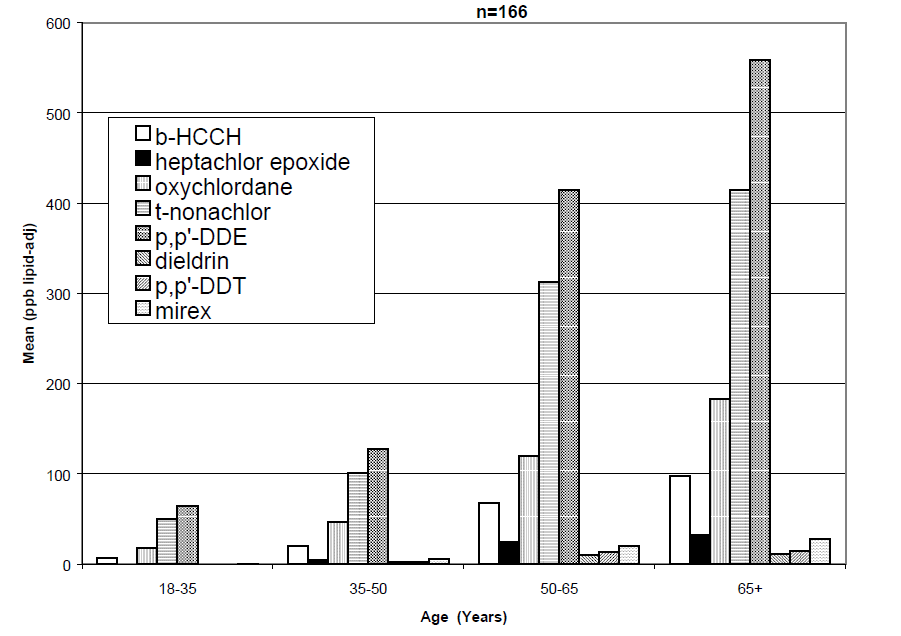 n=166
600
500
400
300
200
100
0
Mean (ppb lipid-adj)
b-HCCH
heptachlor epoxide
oxychlordane
t-nonachlor
p,p'-DDE
dieldrin
p,p'-DDT
mirex
18-35
35-50
50-65
65+
Age (Years)